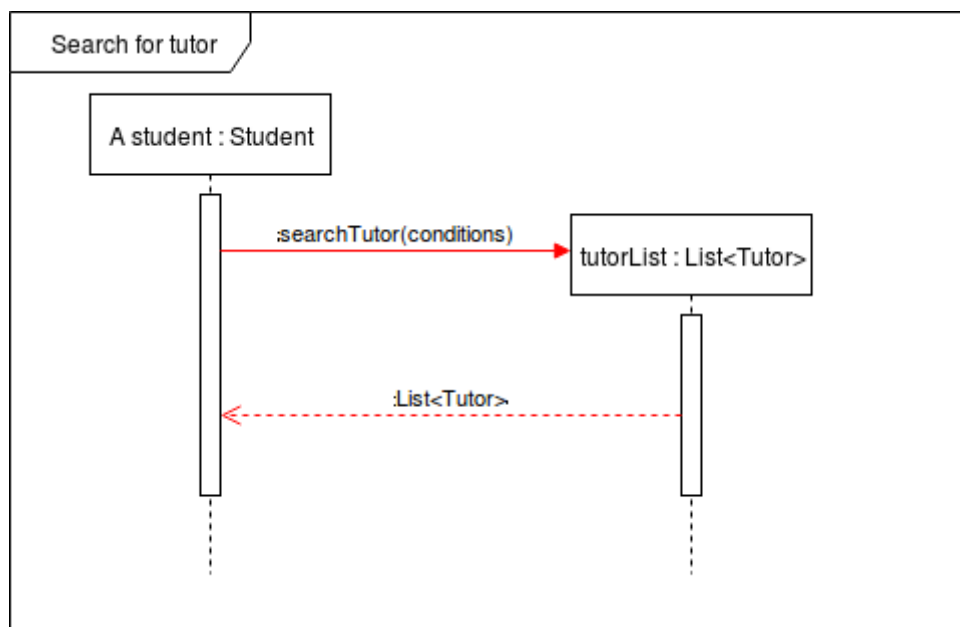 Search for tutor
A student : Student
:searchTutor(conditions)
tutorList : List<Tutor>
:List<Tutor>